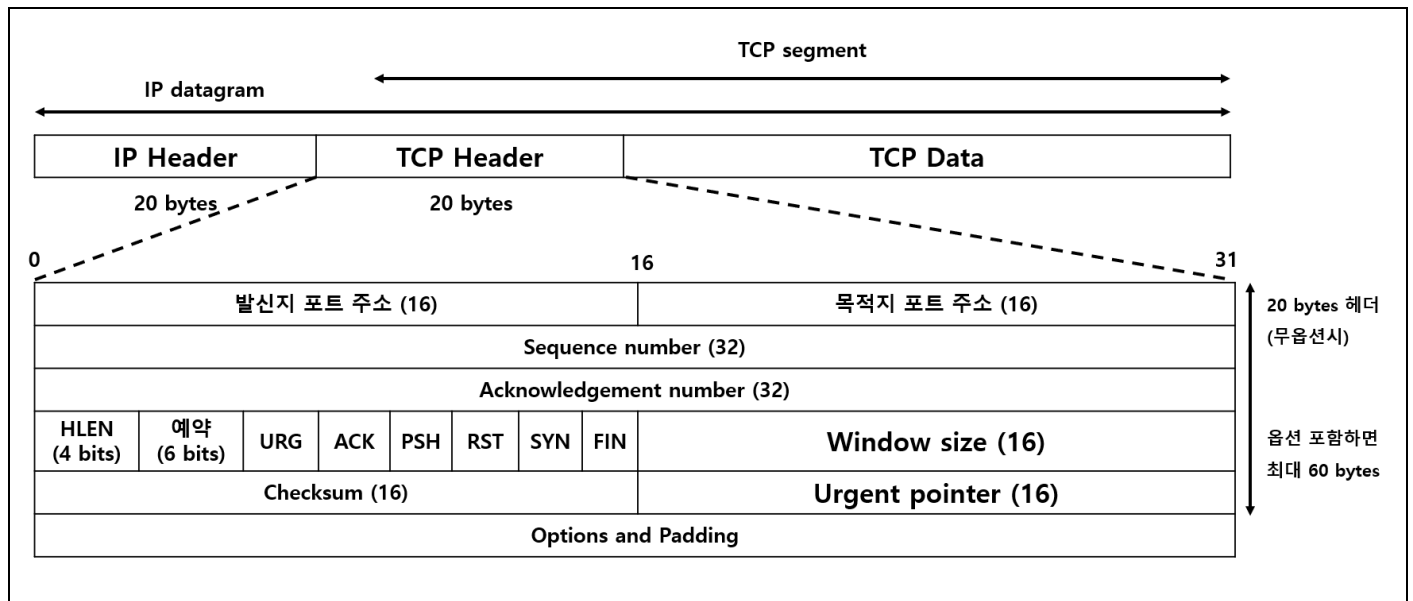 TCP segment
IP datagram
IP Header TCP Header TCP Data
20 bytes 20 bytes
0 16 31
발신지 포트 주소 (16) 목적지 포트 주소 (16)
20 bytes 헤더
(무옵션시)
Sequence number (32)
Acknowledgement number (32)
HLEN
(4 bits)
예약
(6 bits)
URG ACK PSH RST SYN FIN Window size (16)
옵션 포함하면
최대 60 bytes
Checksum (16) Urgent pointer (16)
Options and Padding